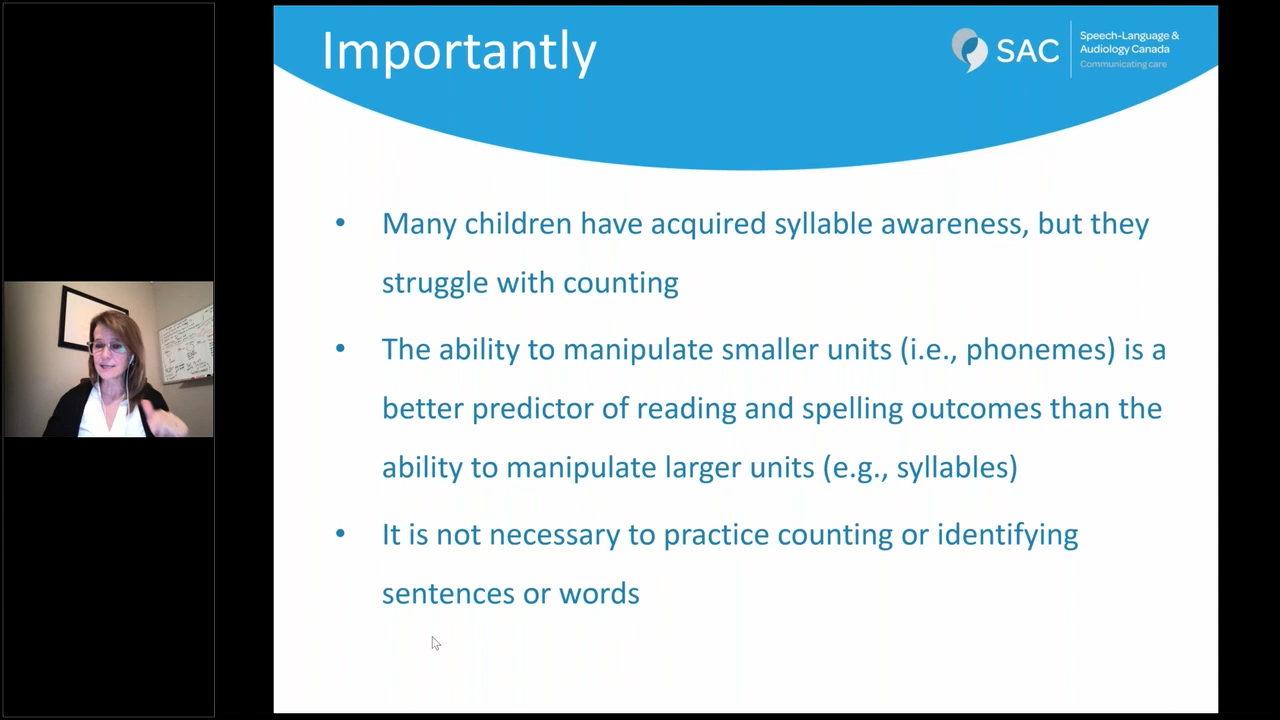 Importantly
SAC
Speech-Language &
Audiology Canada
Communicating care
• Many children have acquired syllable awareness, but they
struggle with counting
• The ability to manipulate smaller units (i.e., phonemes) is a
better predictor of reading and spelling outcomes than the
ability to manipulate larger units (e.g., syllables)
• It is not necessary to practice counting or identifying
sentences or words